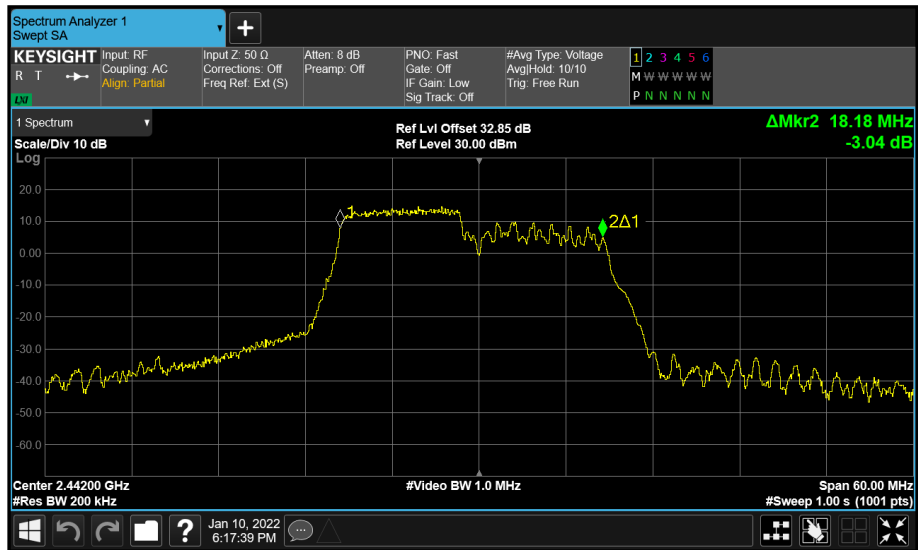 Spectrum Analyzer 1
Swept SA
KEYSIGHT
R T
LXI
Input: RF
Coupling: AC
Align: Partial
Input Z: 50 Ω
Corrections: Off
Freq Ref: Ext (S)
Atten: 8 dB
Preamp: Off
PNO: Fast
Gate: Off
IF Gain: Low
Sig Track: Off
#Avg Type: Voltage
Avg|Hold: 10/10
Trig: Free Run
1 2 3 4 5 6
M W W W W W
P N N N N N
1 Spectrum
Scale/Div 10 dB
Ref Lvl Offset 32.85 dB
Ref Level 30.00 dBm
ΔMkr2 18.18 MHz
-3.04 dB
Log
20.0
10.0
0.00
-10.0
-20.0
-30.0
-40.0
-50.0
-60.0
1
2Δ1
Center 2.44200 GHz
#Res BW 200 kHz
#Video BW 1.0 MHz
Span 60.00 MHz
#Sweep 1.00 s (1001 pts)
?
Jan 10, 2022
6:17:39 PM